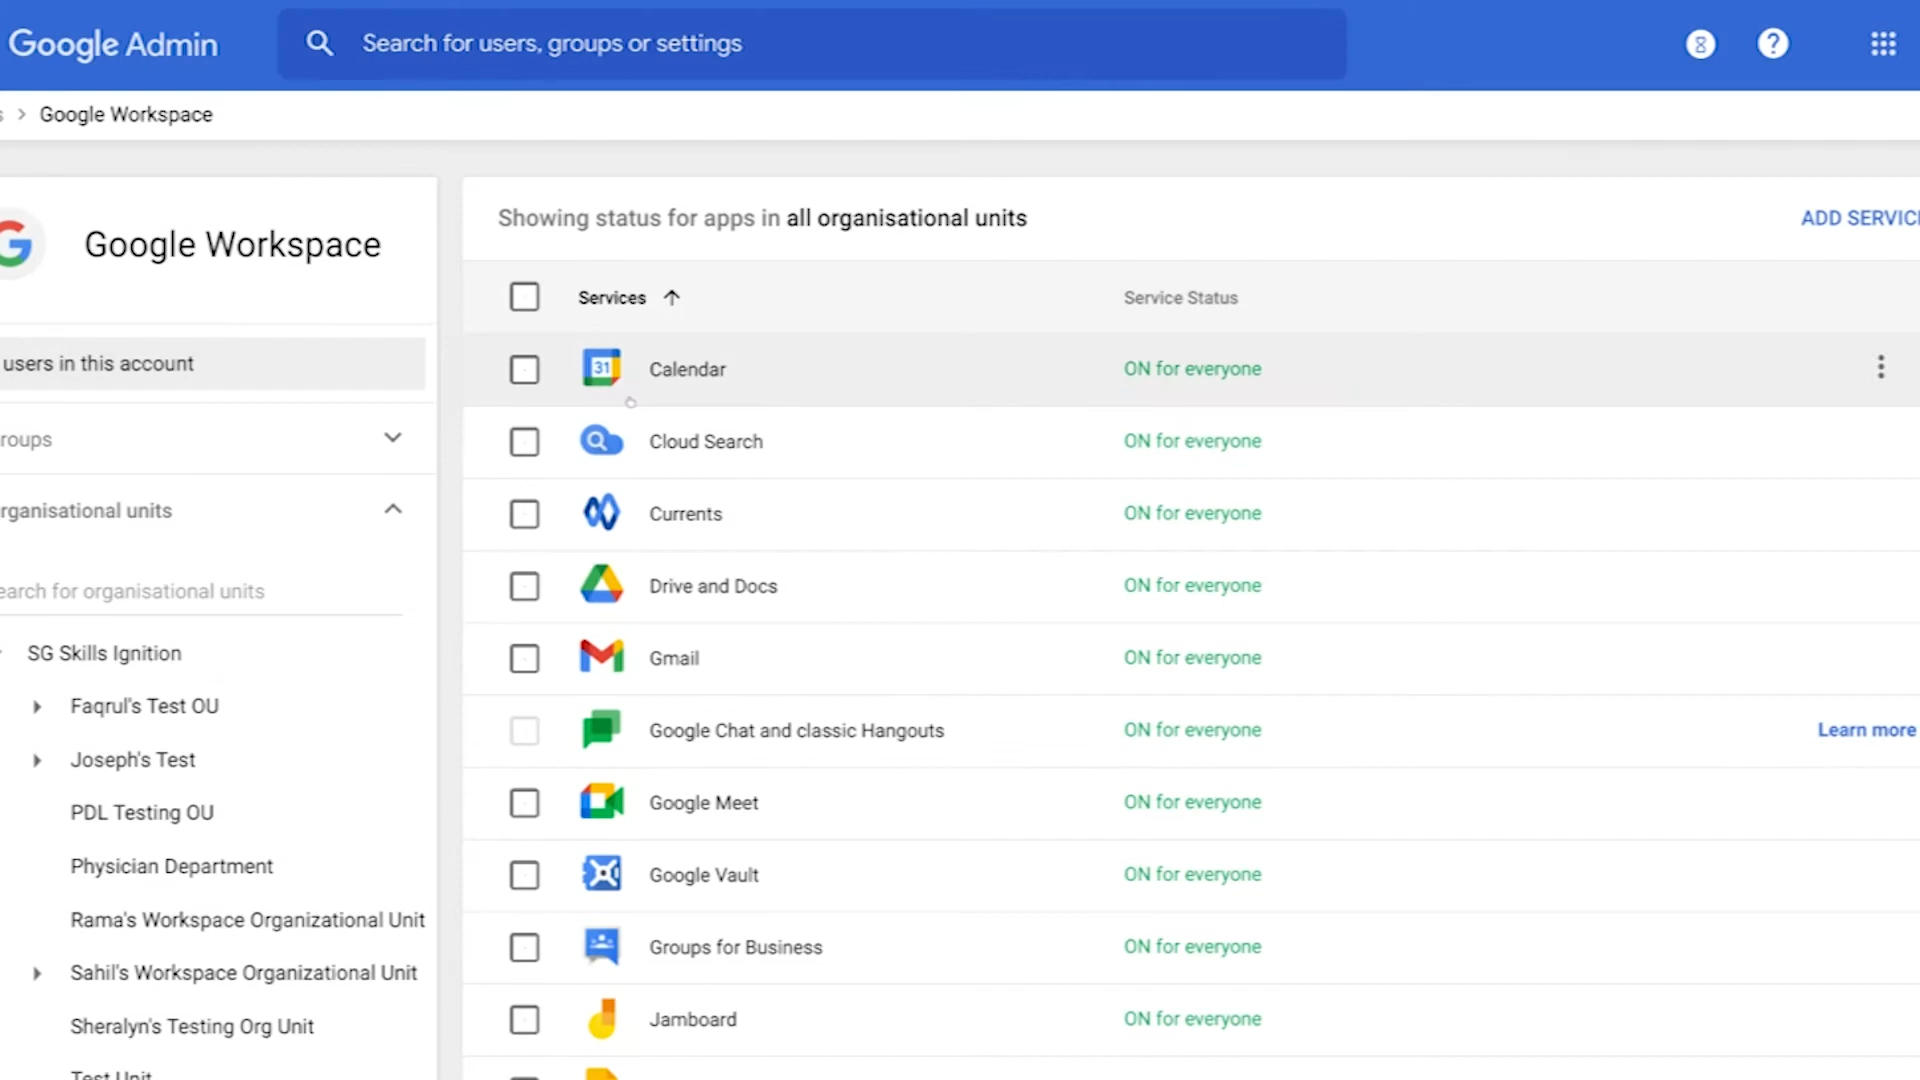 Google Admin
Search for users, groups or settings
Google Workspace
Google Workspace
users in this account
roups
rganisational units
earch for organisational units
SG Skills Ignition
Faqrul's Test OU
Joseph's Test
PDL Testing OU
Physician Department
Rama's Workspace Organizational Unit
Sahil's Workspace Organizational Unit
Sheralyn's Testing Org Unit
Test Unit
Showing status for apps in all organisational units
ADD SERVIC
Services
Service Status
31
Calendar
ON for everyone
Cloud Search
ON for everyone
Currents
ON for everyone
Drive and Docs
ON for everyone
Gmail
ON for everyone
Google Chat and classic Hangouts
ON for everyone
Learn more
Google Meet
ON for everyone
Google Vault
ON for everyone
Groups for Business
ON for everyone
Jamboard
ON for everyone